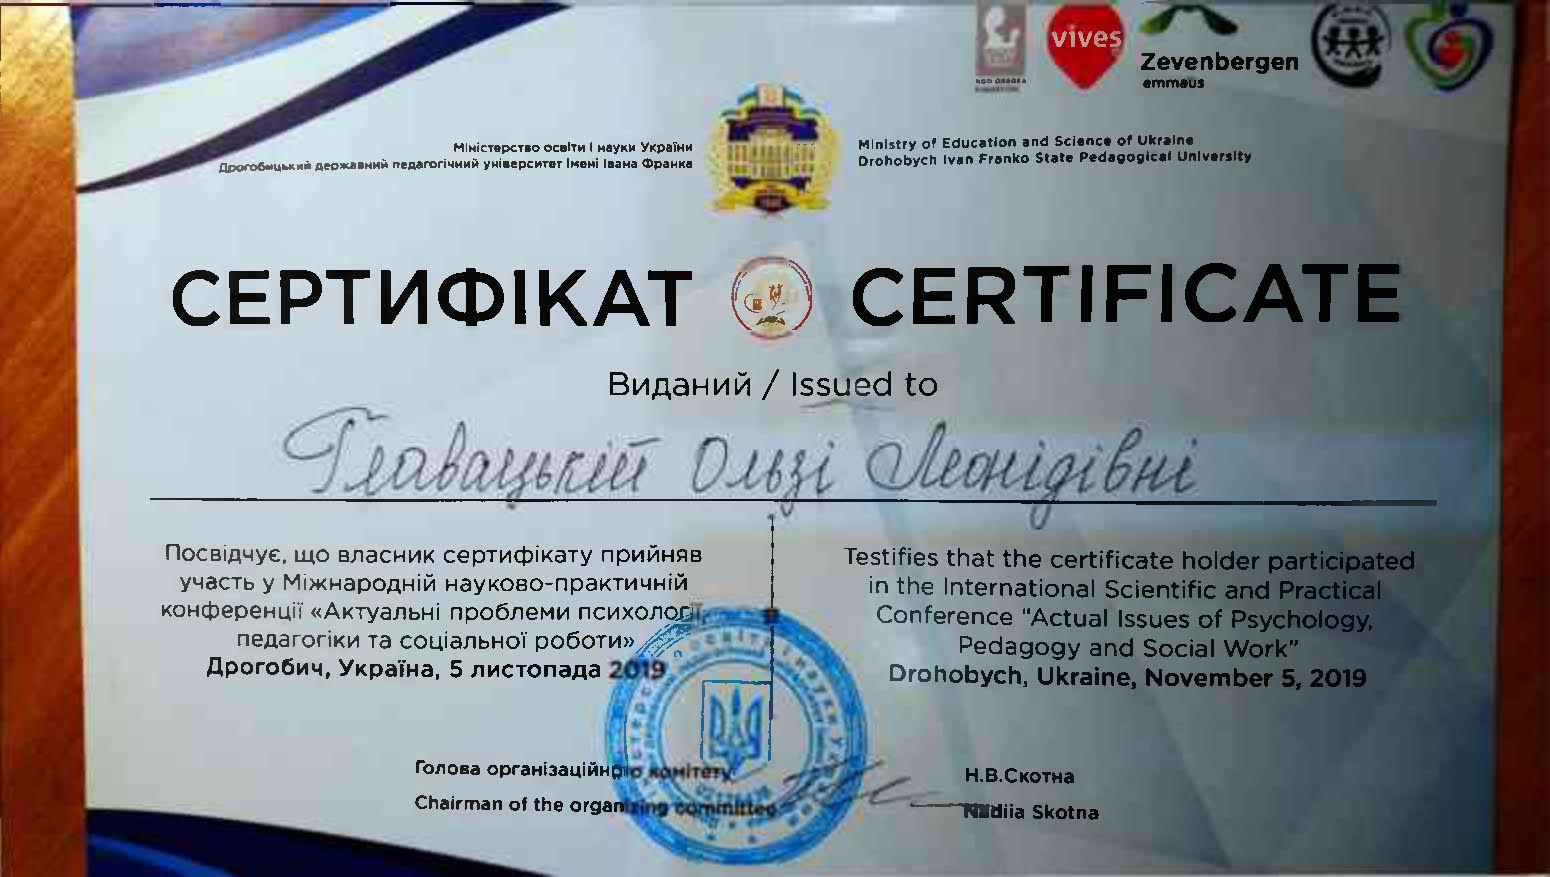 vives
Zevenbergen
emmaüs
Міністерство освіти і науки України
Дрогобицький державний педагогічний університет імені Івана Франка
Ministry of Education and Science of Ukraine
Drohobych Ivan Franko State Pedagogical University
СЕРТИФІКАТ
CERTIFICATE
Виданий / Issued to
Главацькій Ользі Леонідівні
Посвідчує, що власник сертифікату прийняв
участь у Міжнародній науково-практичній
конференції «Актуальні проблеми психології,
педагогіки та соціальної роботи»
Дрогобич, Україна, 5 листопада 2019
Testifies that the certificate holder participated
in the International Scientific and Practical
Conference "Actual Issues of Psychology,
Pedagogy and Social Work"
Drohobych, Ukraine, November 5, 2019
Голова організаційного комітету
Н.В.Скотна
Chairman of the organizing committee
Nadiia Skotna